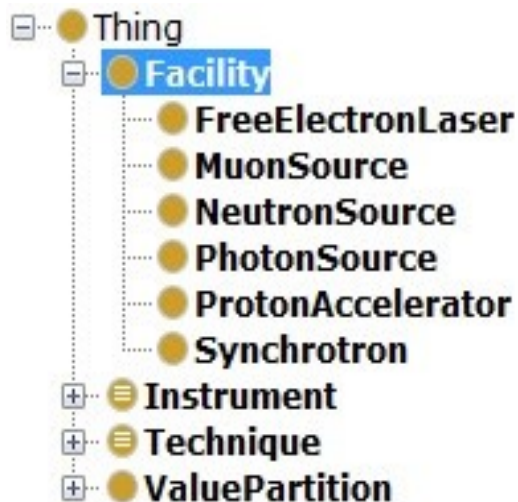 Thing
Facility
FreeElectronLaser
MuonSource
NeutronSource
PhotonSource
ProtonAccelerator
Synchrotron
Instrument
Technique
ValuePartition